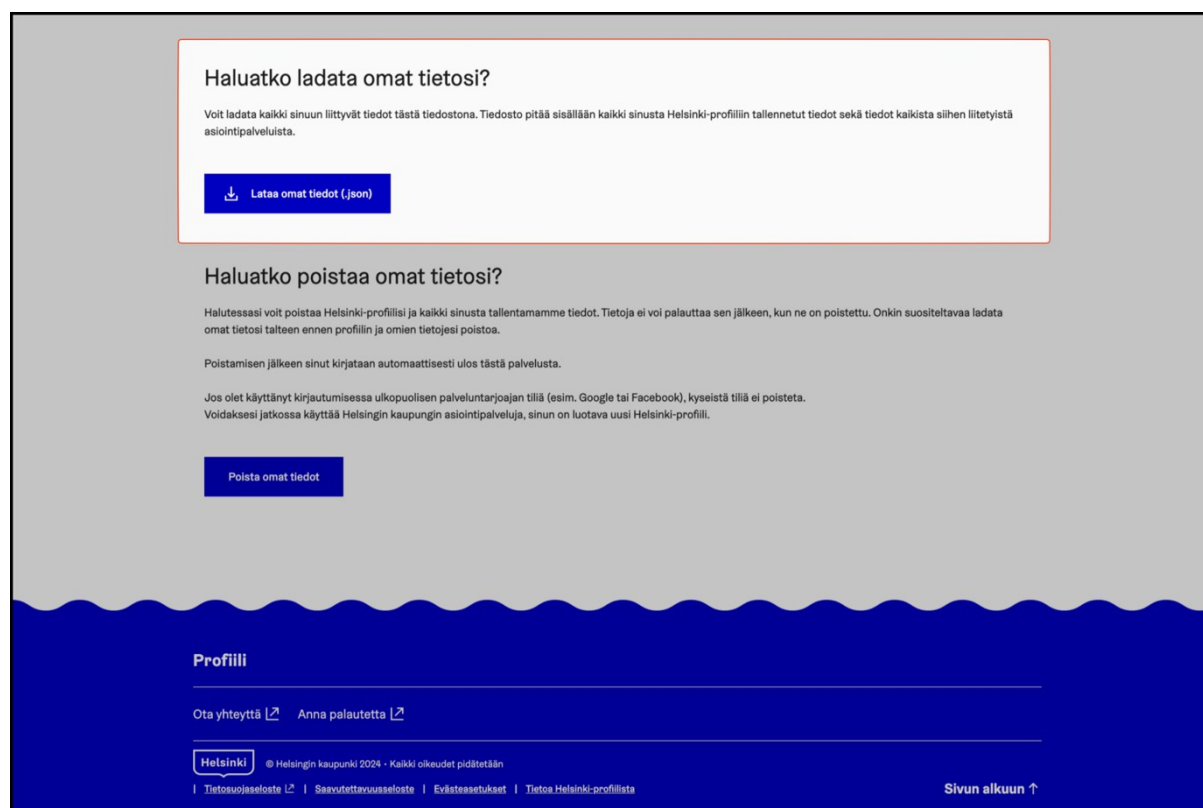 Haluatko ladata omat tietosi?
Voit ladata kaikki sinuun liittyvät tiedot tästä tiedostona. Tiedosto pitää sisällään kaikki sinusta Helsinki-profiiliin tallennetut tiedot sekä tiedot kaikista siihen liitetyistä
asiointipalveluista.
Lataa omat tiedot (.json)
Haluatko poistaa omat tietosi?
Halutessasi voit poistaa Helsinki-profiilisi ja kaikki sinusta tallentamamme tiedot. Tietoja ei voi palauttaa sen jälkeen, kun ne on poistettu. Onkin suositeltavaa ladata
omat tietosi talteen ennen profiilin ja omien tietojesi poistoa.
Poistamisen jälkeen sinut kirjataan automaattisesti ulos tästä palvelusta.
Jos olet käyttänyt kirjautumisessa ulkopuolisen palveluntarjoajan tiliä (esim. Google tai Facebook), kyseistä tiliä ei poisteta.
Voidaksesi jatkossa käyttää Helsingin kaupungin asiointipalveluja, sinun on luotava uusi Helsinki-profiili.
Poista omat tiedot
Profiili
Ota yhteyttä Anna palautetta
Helsinki © Helsingin kaupunki 2024 • Kaikki oikeudet pidätetään
| Tietosuojaseloste | Saavutettavuusseloste | Evästeasetukset | Tietoa Helsinki-profiilista Sivun alkuun ↑